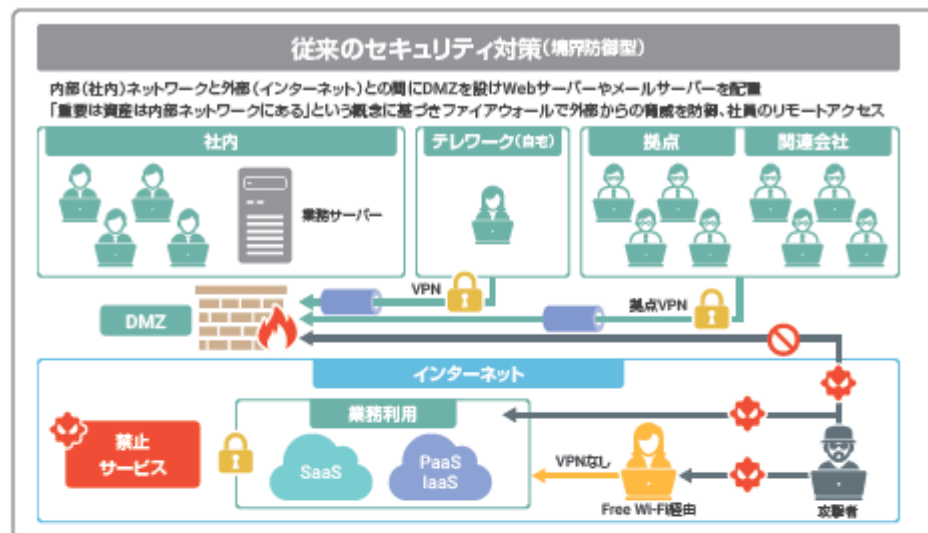 従来のセキュリティ対策(境界防御型)
内部(社内)ネットワークと外部(インターネット)との間にDMZを設けWebサーバーやメールサーバーを配置
「重要は資産は内部ネットワークにある」という概念に基づきファイアウォールで外部からの脅威を防御、社員のリモートアクセス
社内
テレワーク(自宅)
拠点
関連会社
業務サーバー
VPN
拠点VPN
DMZ
インターネット
業務利用
禁止
サービス
SaaS
PaaS
IaaS
VPNなし
Free Wi-Fi経由
攻撃者